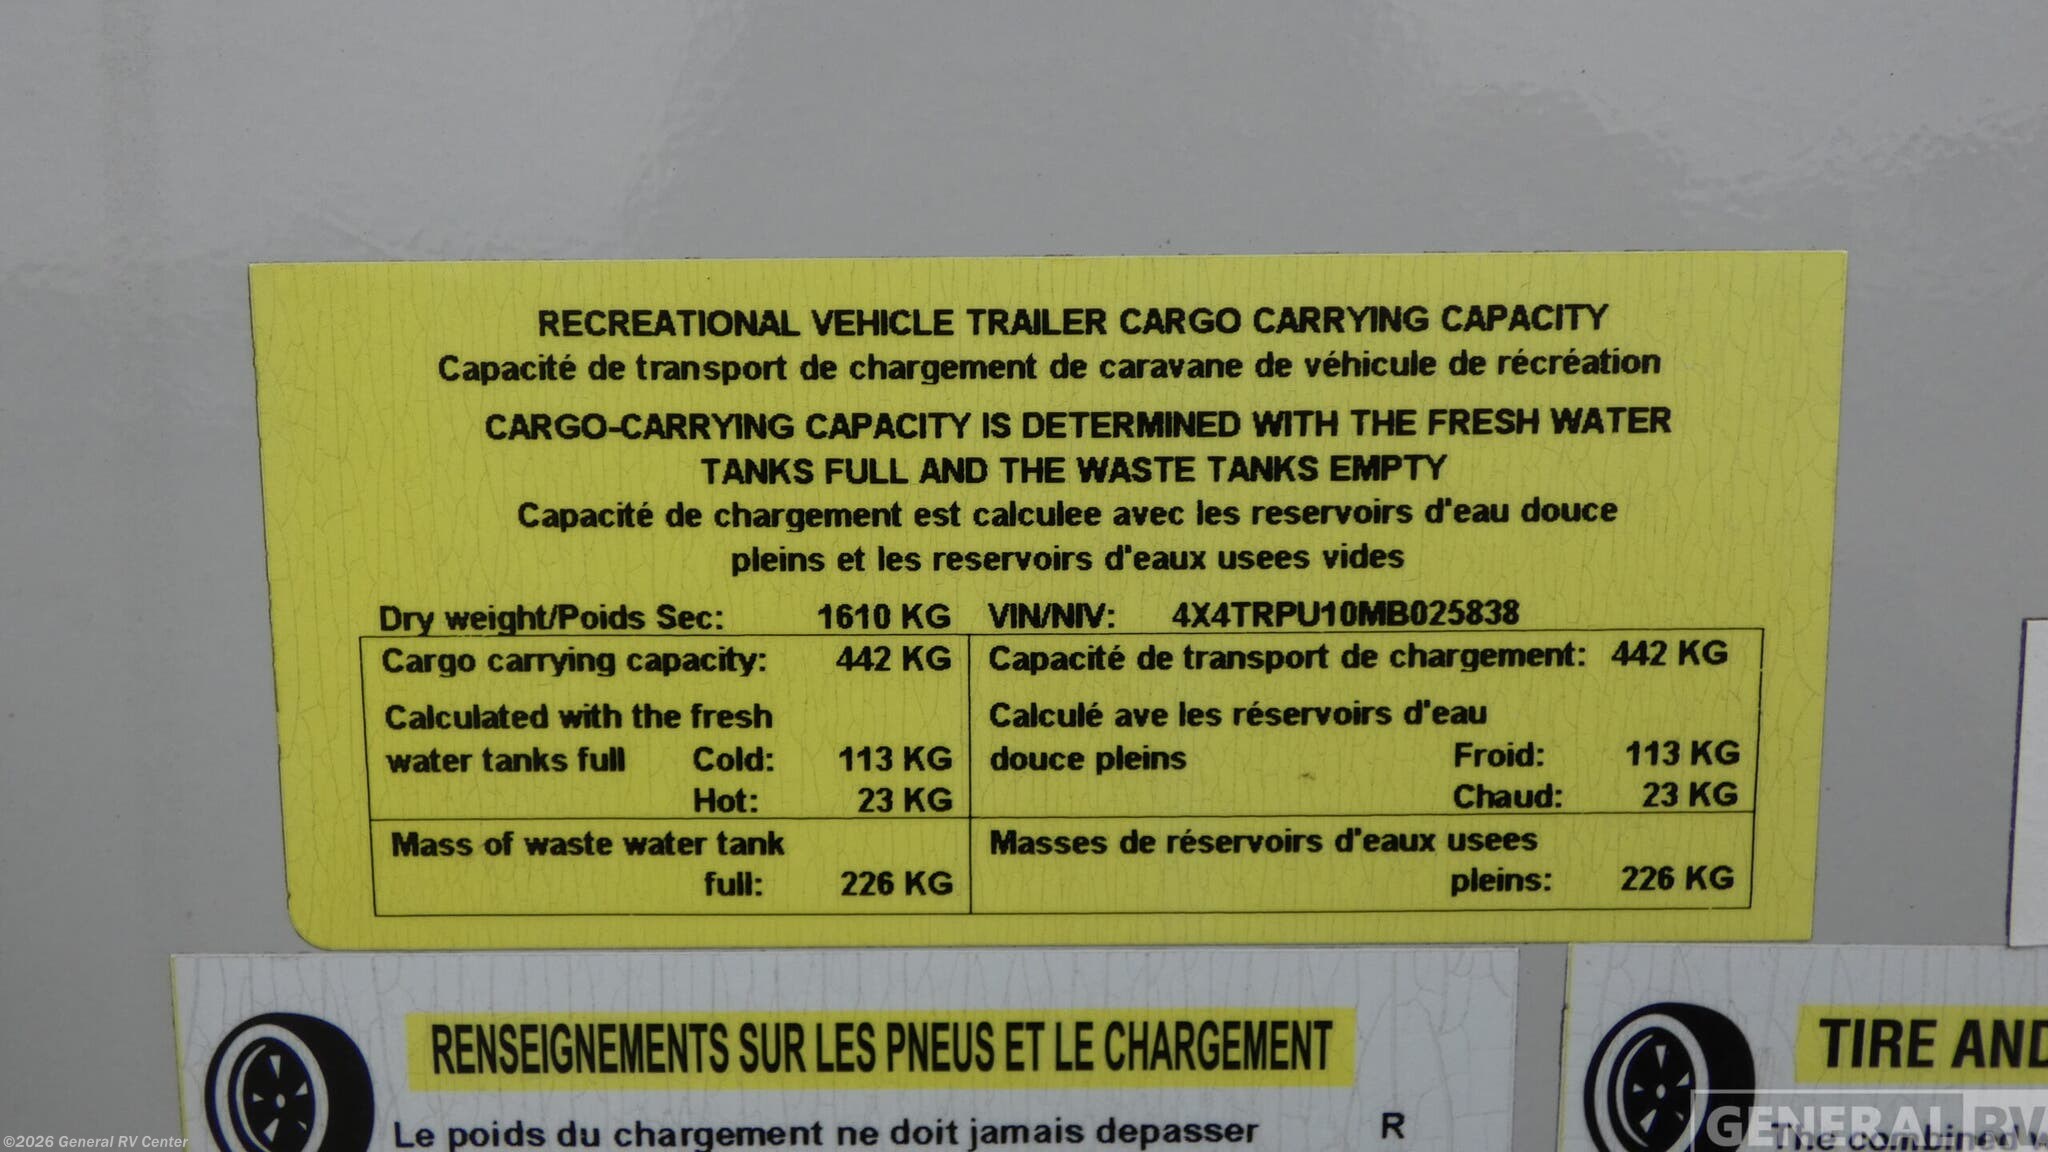 RECREATIONAL VEHICLE TRAILER CARGO CARRYING CAPACITY
Capacité de transport de chargement de caravane de véhicule de récréation
CARGO-CARRYING CAPACITY IS DETERMINED WITH THE FRESH WATER
TANKS FULL AND THE WASTE TANKS EMPTY
Capacité de chargement est calculee avec les reservoirs d'eau douce
pleins et les reservoirs d'eaux usees vides
Dry weight/Poids Sec: 1610 KG VIN/NIV: 4X4TRPU10MB025838
Cargo carrying capacity: 442 KG Capacité de transport de chargement: 442 KG
Calculated with the fresh Calculé ave les réservoirs d'eau
water tanks full Cold: 113 KG douce pleins Froid: 113 KG
Hot: 23 KG Chaud: 23 KG
Mass of waste water tank Masses de réservoirs d'eaux usees
full: 226 KG pleins: 226 KG
RENSEIGNEMENTS SUR LES PNEUS ET LE CHARGEMENT
TIRE AND
Le poids du chargement ne doit jamais depasser R
The combined
GENERAL RV
©2026 General RV Center